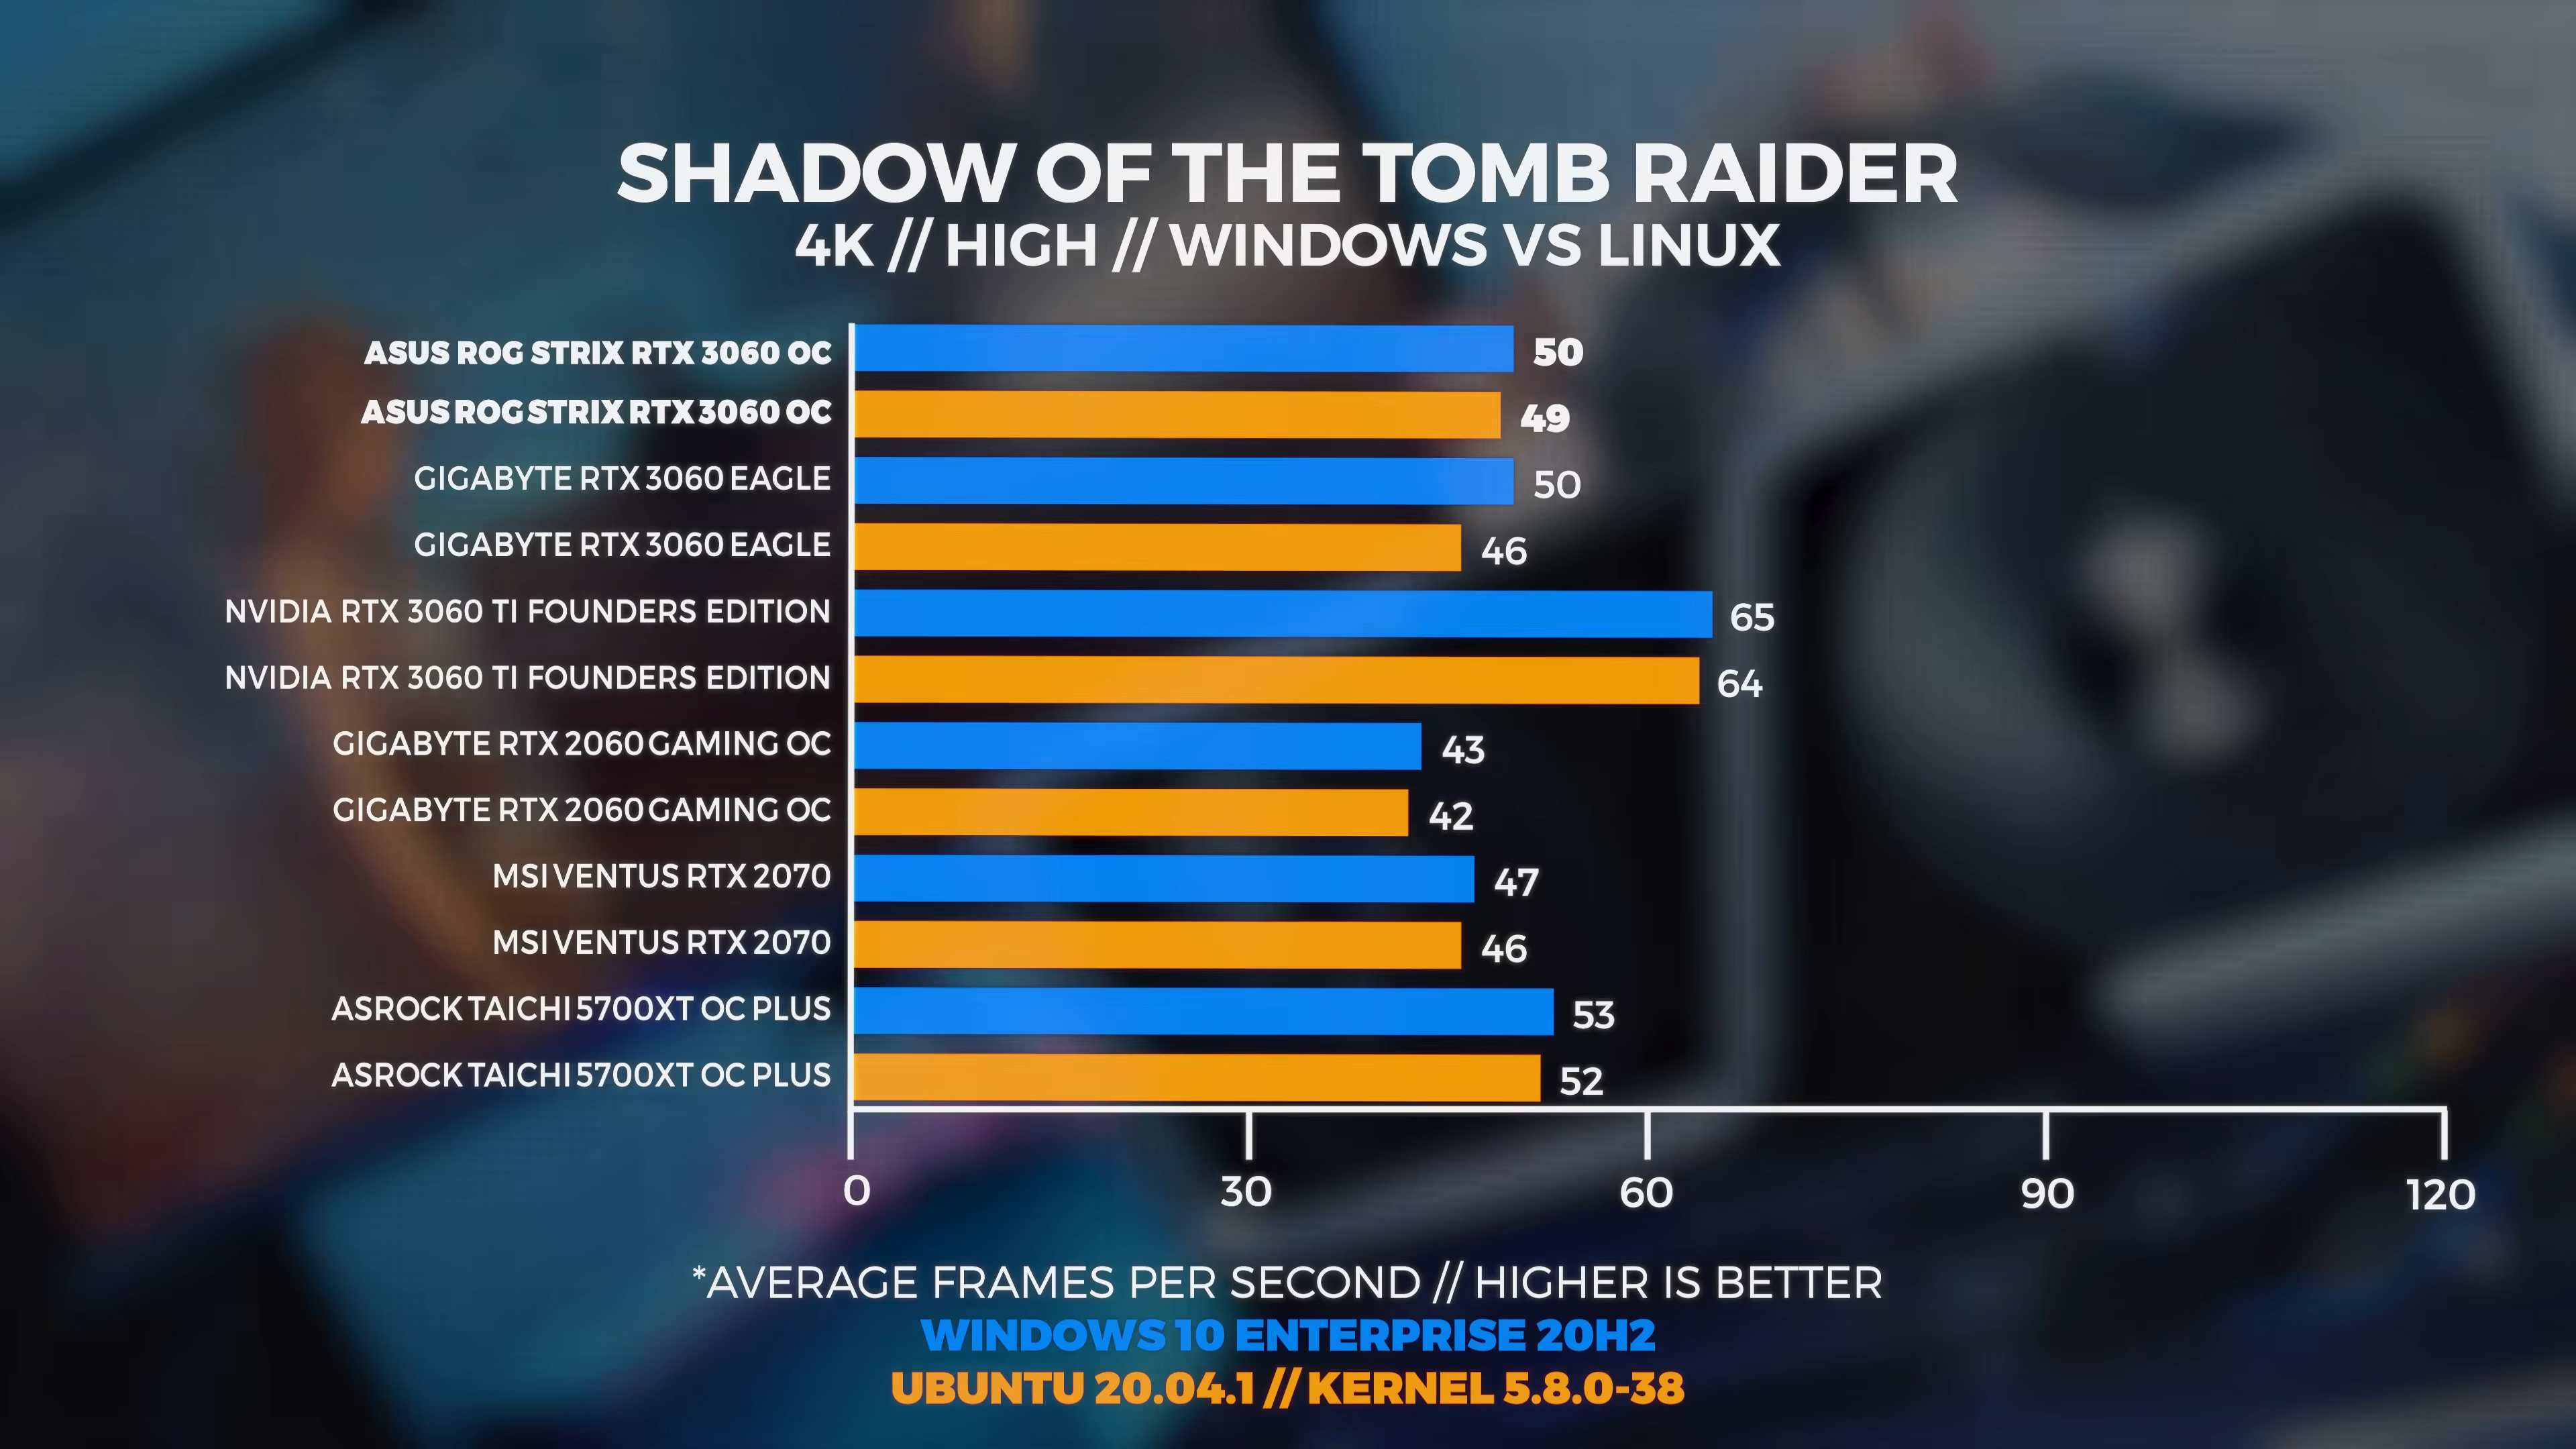 SHADOW OF THE TOMB RAIDER
4K // HIGH // WINDOWS VS LINUX
ASUS ROG STRIX RTX 3060 OC 50
ASUS ROG STRIX RTX 3060 OC 49
GIGABYTE RTX 3060 EAGLE 50
GIGABYTE RTX 3060 EAGLE 46
NVIDIA RTX 3060 TI FOUNDERS EDITION 65
NVIDIA RTX 3060 TI FOUNDERS EDITION 64
GIGABYTE RTX 2060 GAMING OC 43
GIGABYTE RTX 2060 GAMING OC 42
MSI VENTUS RTX 2070 47
MSI VENTUS RTX 2070 46
ASROCK TAICHI 5700XT OC PLUS 53
ASROCK TAICHI 5700XT OC PLUS 52
0 30 60 90 120
*AVERAGE FRAMES PER SECOND // HIGHER IS BETTER
WINDOWS 10 ENTERPRISE 20H2
UBUNTU 20.04.1 // KERNEL 5.8.0-38